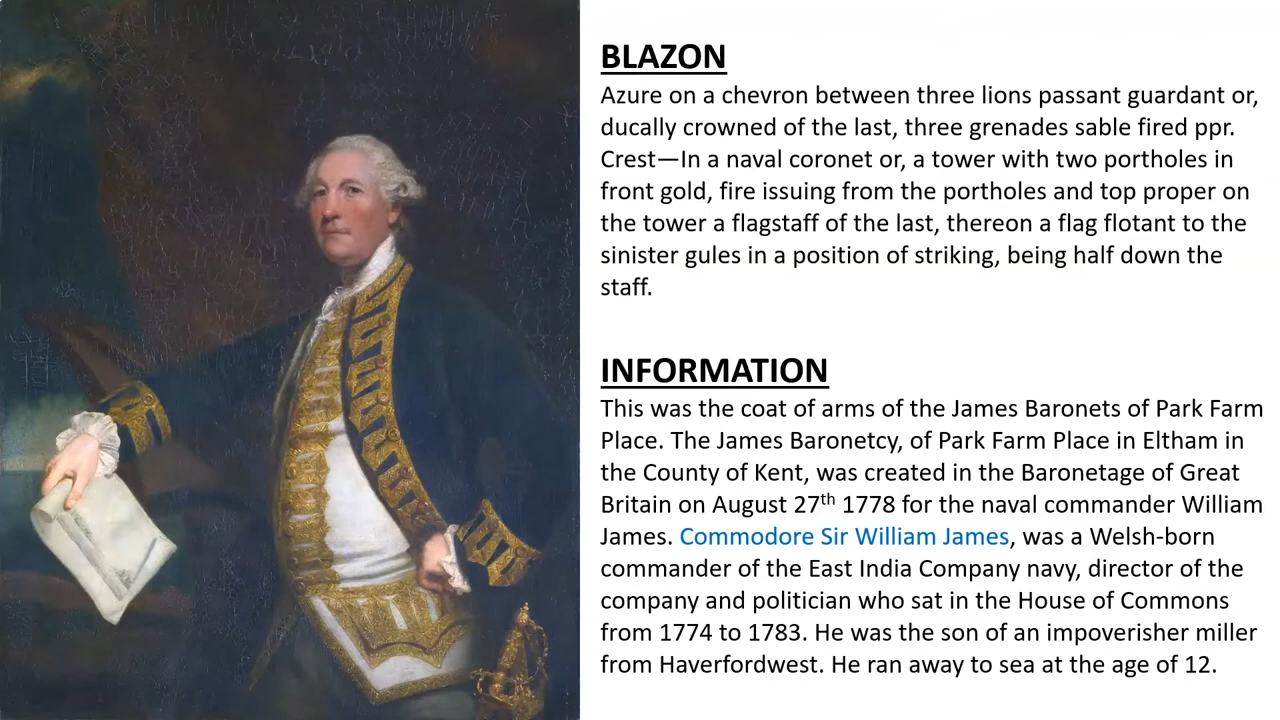 BLAZON
Azure on a chevron between three lions passant guardant or,
ducally crowned of the last, three grenades sable fired ppr.
Crest—In a naval coronet or, a tower with two portholes in
front gold, fire issuing from the portholes and top proper on
the tower a flagstaff of the last, thereon a flag flotant to the
sinister gules in a position of striking, being half down the
staff.
INFORMATION
This was the coat of arms of the James Baronets of Park Farm
Place. The James Baronetcy, of Park Farm Place in Eltham in
the County of Kent, was created in the Baronetage of Great
Britain on August 27th 1778 for the naval commander William
James. Commodore Sir William James, was a Welsh-born
commander of the East India Company navy, director of the
company and politician who sat in the House of Commons
from 1774 to 1783. He was the son of an impoverisher miller
from Haverfordwest. He ran away to sea at the age of 12.